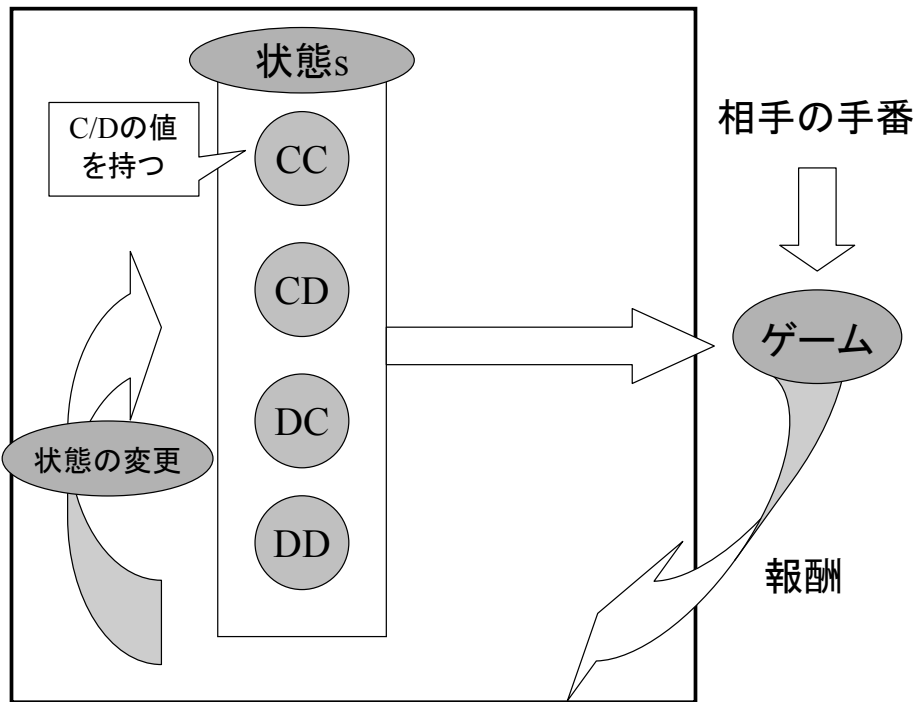 状態s
C/Dの値
を持つ
CC
相手の手番
CD
ゲーム
DC
状態の変更
DD
報酬